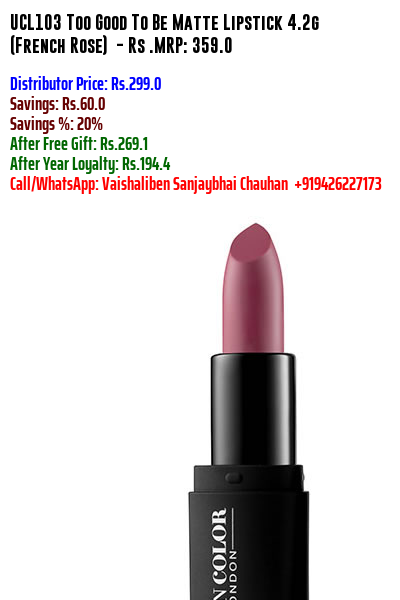 UCL103 Too Good To Be Matte Lipstick 4.2g
(French Rose) - Rs .MRP: 359.0
Distributor Price: Rs.299.0
Savings: Rs.60.0
Savings %: 20%
After Free Gift: Rs.269.1
After Year Loyalty: Rs.194.4
Call/WhatsApp: Vaishaliben Sanjaybhai Chauhan +919426227173
N COLOR
NDON